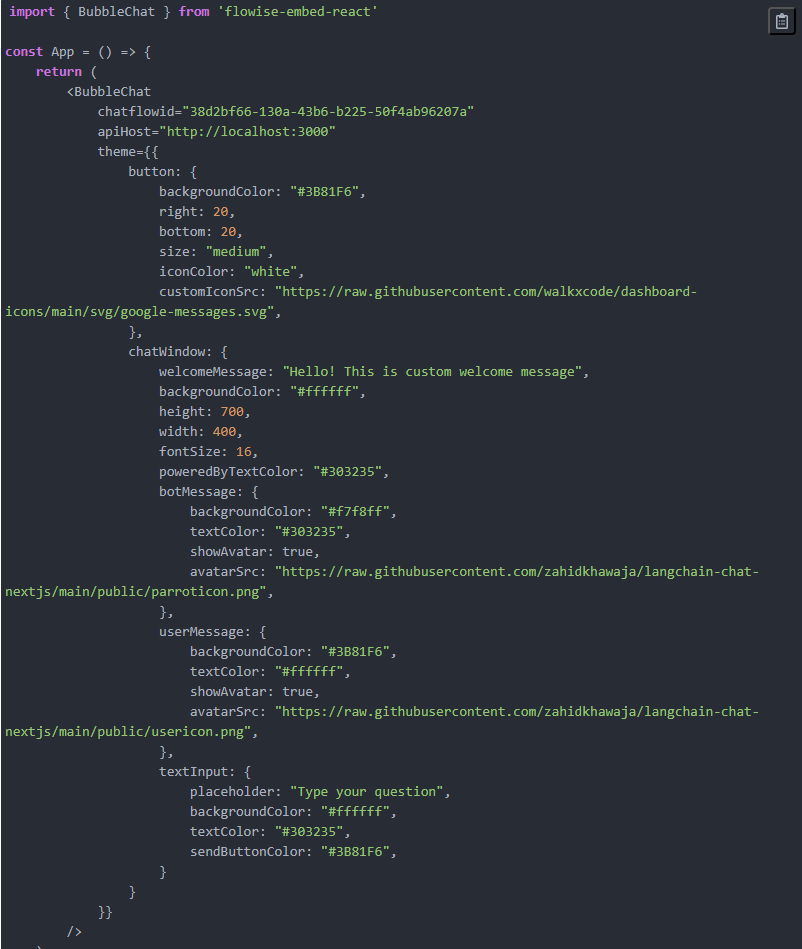 import { BubbleChat } from 'flowise-embed-react'

const App = () => {
    return (
        <BubbleChat
            chatflowid="38d2bf66-130a-43b6-b225-50f4ab96207a"
            apiHost="http://localhost:3000"
            theme={{
                button: {
                    backgroundColor: "#3B81F6",
                    right: 20,
                    bottom: 20,
                    size: "medium",
                    iconColor: "white",
                    customIconSrc: "https://raw.githubusercontent.com/walkxcode/dashboard-
icons/main/svg/google-messages.svg",
                },
                chatWindow: {
                    welcomeMessage: "Hello! This is custom welcome message",
                    backgroundColor: "#ffffff",
                    height: 700,
                    width: 400,
                    fontSize: 16,
                    poweredByTextColor: "#303235",
                    botMessage: {
                        backgroundColor: "#f7f8ff",
                        textColor: "#303235",
                        showAvatar: true,
                        avatarSrc: "https://raw.githubusercontent.com/zahidkhawaja/langchain-chat-
nextjs/main/public/parroticon.png",
                    },
                    userMessage: {
                        backgroundColor: "#3B81F6",
                        textColor: "#ffffff",
                        showAvatar: true,
                        avatarSrc: "https://raw.githubusercontent.com/zahidkhawaja/langchain-chat-
nextjs/main/public/usericon.png",
                    },
                    textInput: {
                        placeholder: "Type your question",
                        backgroundColor: "#ffffff",
                        textColor: "#303235",
                        sendButtonColor: "#3B81F6",
                    }
                }
            }}
        />